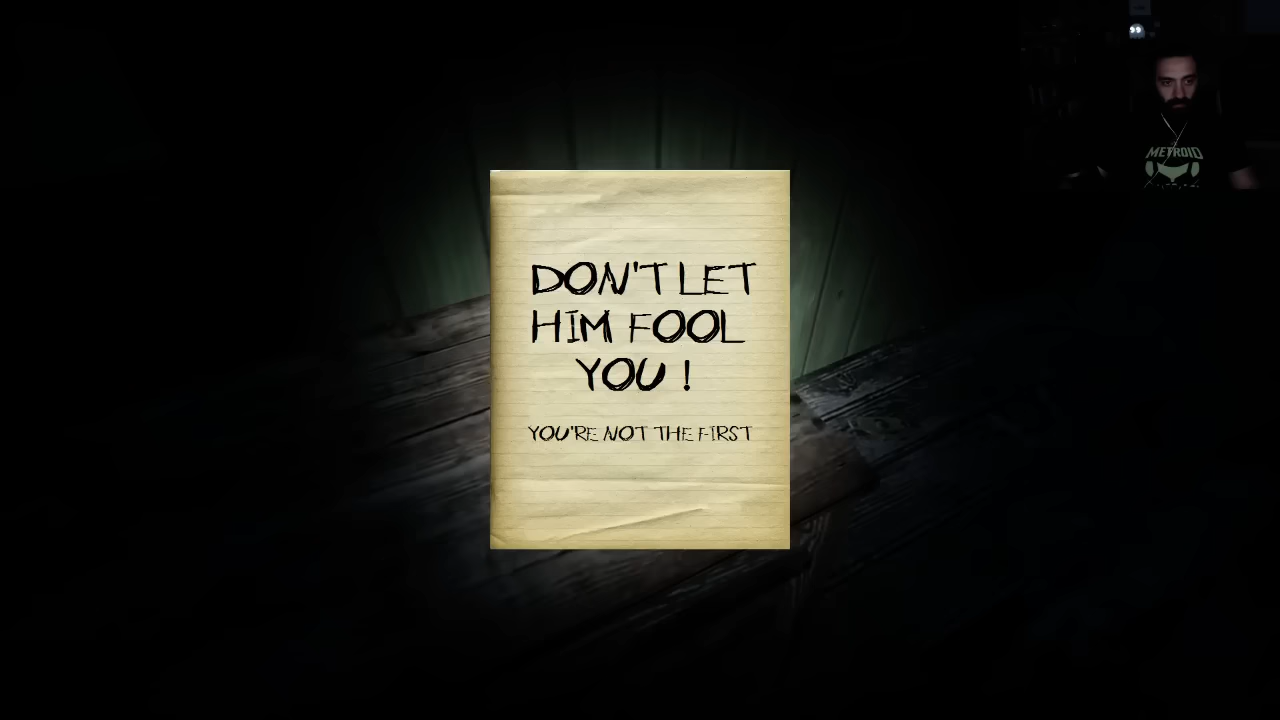 METROID
DON'T LET
HIM FOOL
YOU !
YOU'RE NOT THE FIRST